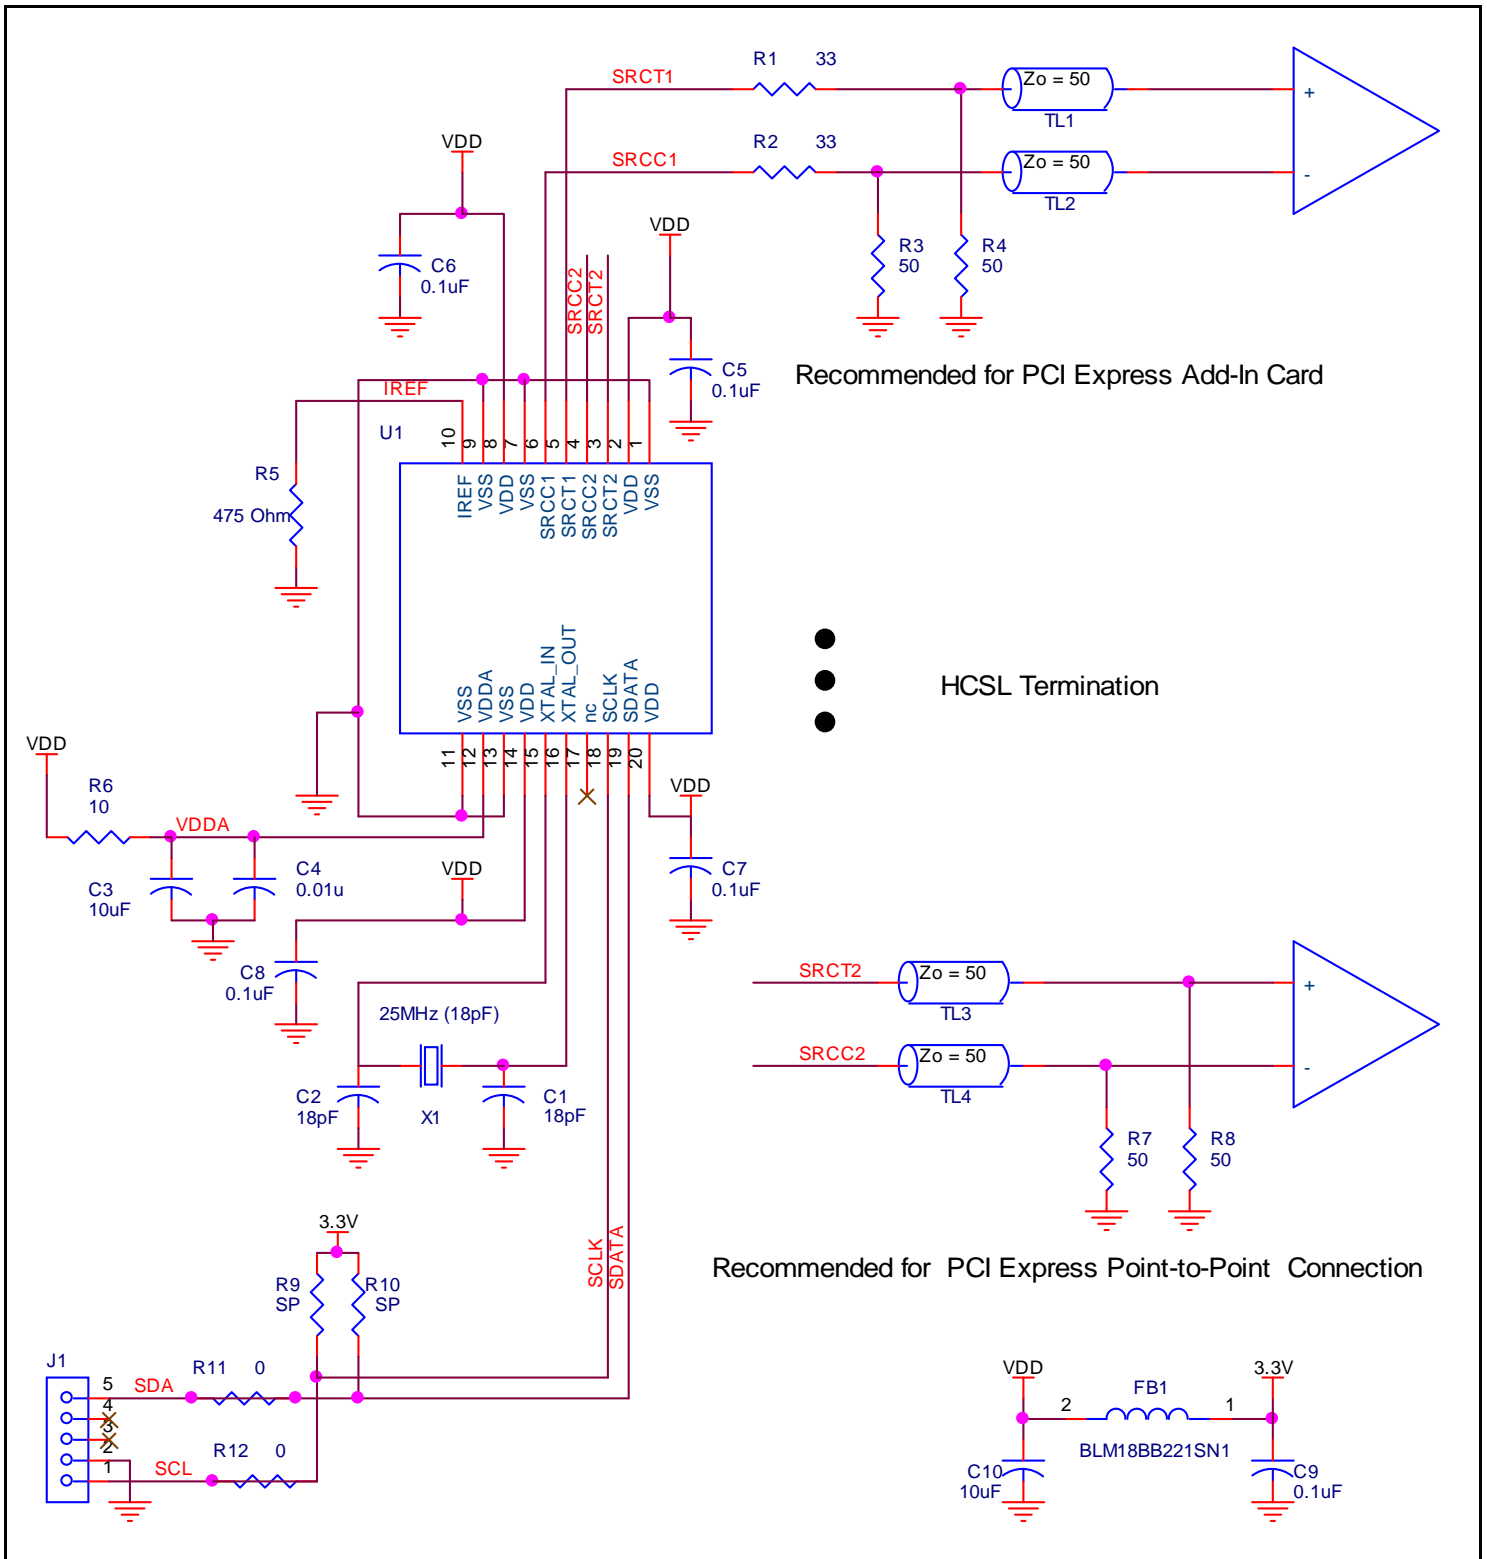 R1 33
SRCT1
Zo = 50
+
TL1
VDD
R2 33
SRCC1
Zo = 50
-
TL2
VDD
R3
50
R4
50
C6
0.1uF
SRCC2
SRCT2
C5
0.1uF
Recommended for PCI Express Add-In Card
IREF
U1
10
9
8
7
6
5
4
3
2
1
R5
475 Ohm
IREF
VSS
VDD
VSS
SRCC1
SRCT1
SRCC2
SRCT2
VDD
VSS
HCSL Termination
VSS
VDDA
VSS
VDD
XTAL_IN
XTAL_OUT
nc
SCLK
SDATA
VDD
11
12
13
14
15
16
17
18
19
20
VDD
R6
10
VDDA
VDD
C3
10uF
C4
0.01u
VDD
C7
0.1uF
C8
0.1uF
SRCT2
Zo = 50
+
TL3
25MHz (18pF)
SRCC2
Zo = 50
-
TL4
C2
18pF
X1
C1
18pF
R7
50
R8
50
3.3V
SCLK
SDATA
Recommended for PCI Express Point-to-Point Connection
R9
SP
R10
SP
J1
R11 0
5
SDA
4
3
2
R12 0
1
SCL
VDD
3.3V
FB1
2
1
BLM18BB221SN1
C10
10uF
C9
0.1uF